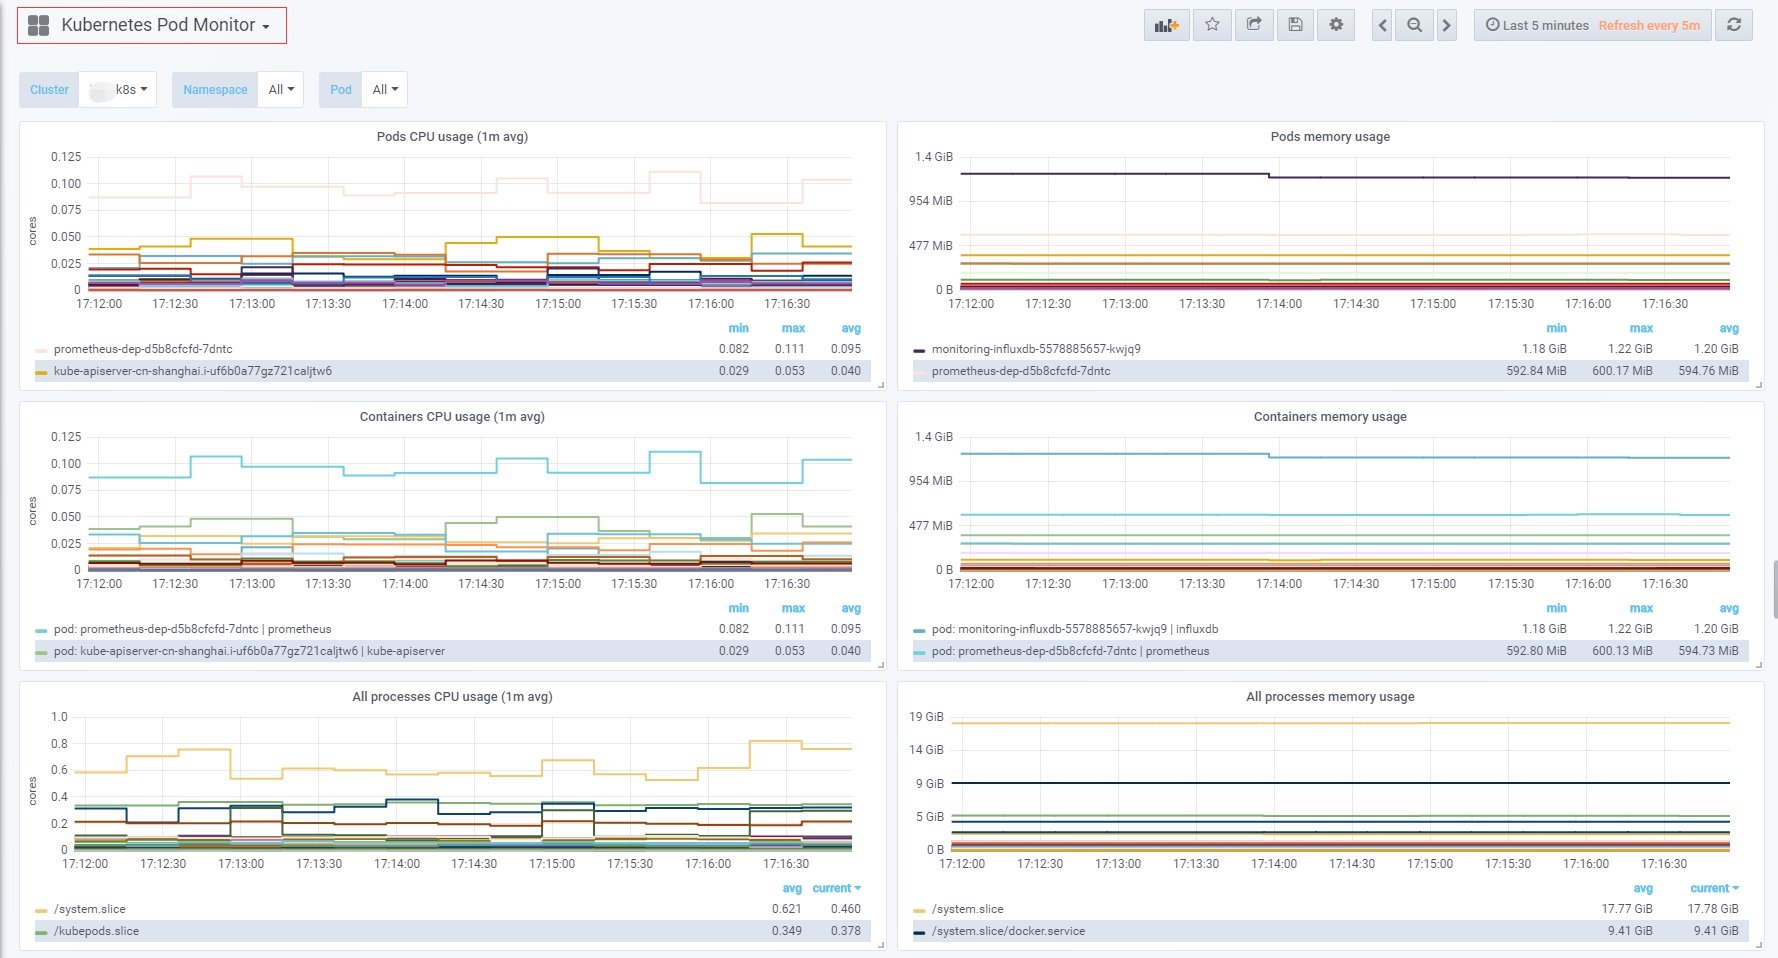 Kubernetes Pod Monitor
Last 5 minutes Refresh every 5m
Cluster k8s Namespace All Pod All
Pods CPU usage (1m avg)
cores
0.125
0.100
0.075
0.050
0.025
0
17:12:00 17:12:30 17:13:00 17:13:30 17:14:00 17:14:30 17:15:00 17:15:30 17:16:00 17:16:30
min max avg
prometheus-dep-d5b8cfcfd-7dntc 0.082 0.111 0.095
kube-apiserver-cn-shanghai.i-uf6b0a77gz721caljtw6 0.029 0.053 0.040
Pods memory usage
1.4 GiB
954 MiB
477 MiB
0 B
17:12:00 17:12:30 17:13:00 17:13:30 17:14:00 17:14:30 17:15:00 17:15:30 17:16:00 17:16:30
min max avg
monitoring-influxdb-5578885657-kwjq9 1.18 GiB 1.22 GiB 1.20 GiB
prometheus-dep-d5b8cfcfd-7dntc 592.84 MiB 600.17 MiB 594.76 MiB
Containers CPU usage (1m avg)
cores
0.125
0.100
0.075
0.050
0.025
0
17:12:00 17:12:30 17:13:00 17:13:30 17:14:00 17:14:30 17:15:00 17:15:30 17:16:00 17:16:30
min max avg
pod: prometheus-dep-d5b8cfcfd-7dntc | prometheus 0.082 0.111 0.095
pod: kube-apiserver-cn-shanghai.i-uf6b0a77gz721caljtw6 | kube-apiserver 0.029 0.053 0.040
Containers memory usage
1.4 GiB
954 MiB
477 MiB
0 B
17:12:00 17:12:30 17:13:00 17:13:30 17:14:00 17:14:30 17:15:00 17:15:30 17:16:00 17:16:30
min max avg
pod: monitoring-influxdb-5578885657-kwjq9 | influxdb 1.18 GiB 1.22 GiB 1.20 GiB
pod: prometheus-dep-d5b8cfcfd-7dntc | prometheus 592.80 MiB 600.13 MiB 594.73 MiB
All processes CPU usage (1m avg)
cores
1.0
0.8
0.6
0.4
0.2
0
17:12:00 17:12:30 17:13:00 17:13:30 17:14:00 17:14:30 17:15:00 17:15:30 17:16:00 17:16:30
avg current
/system.slice 0.621 0.460
/kubepods.slice 0.349 0.378
All processes memory usage
19 GiB
14 GiB
9 GiB
5 GiB
0 B
17:12:00 17:12:30 17:13:00 17:13:30 17:14:00 17:14:30 17:15:00 17:15:30 17:16:00 17:16:30
avg current
/system.slice 17.77 GiB 17.78 GiB
/system.slice/docker.service 9.41 GiB 9.41 GiB